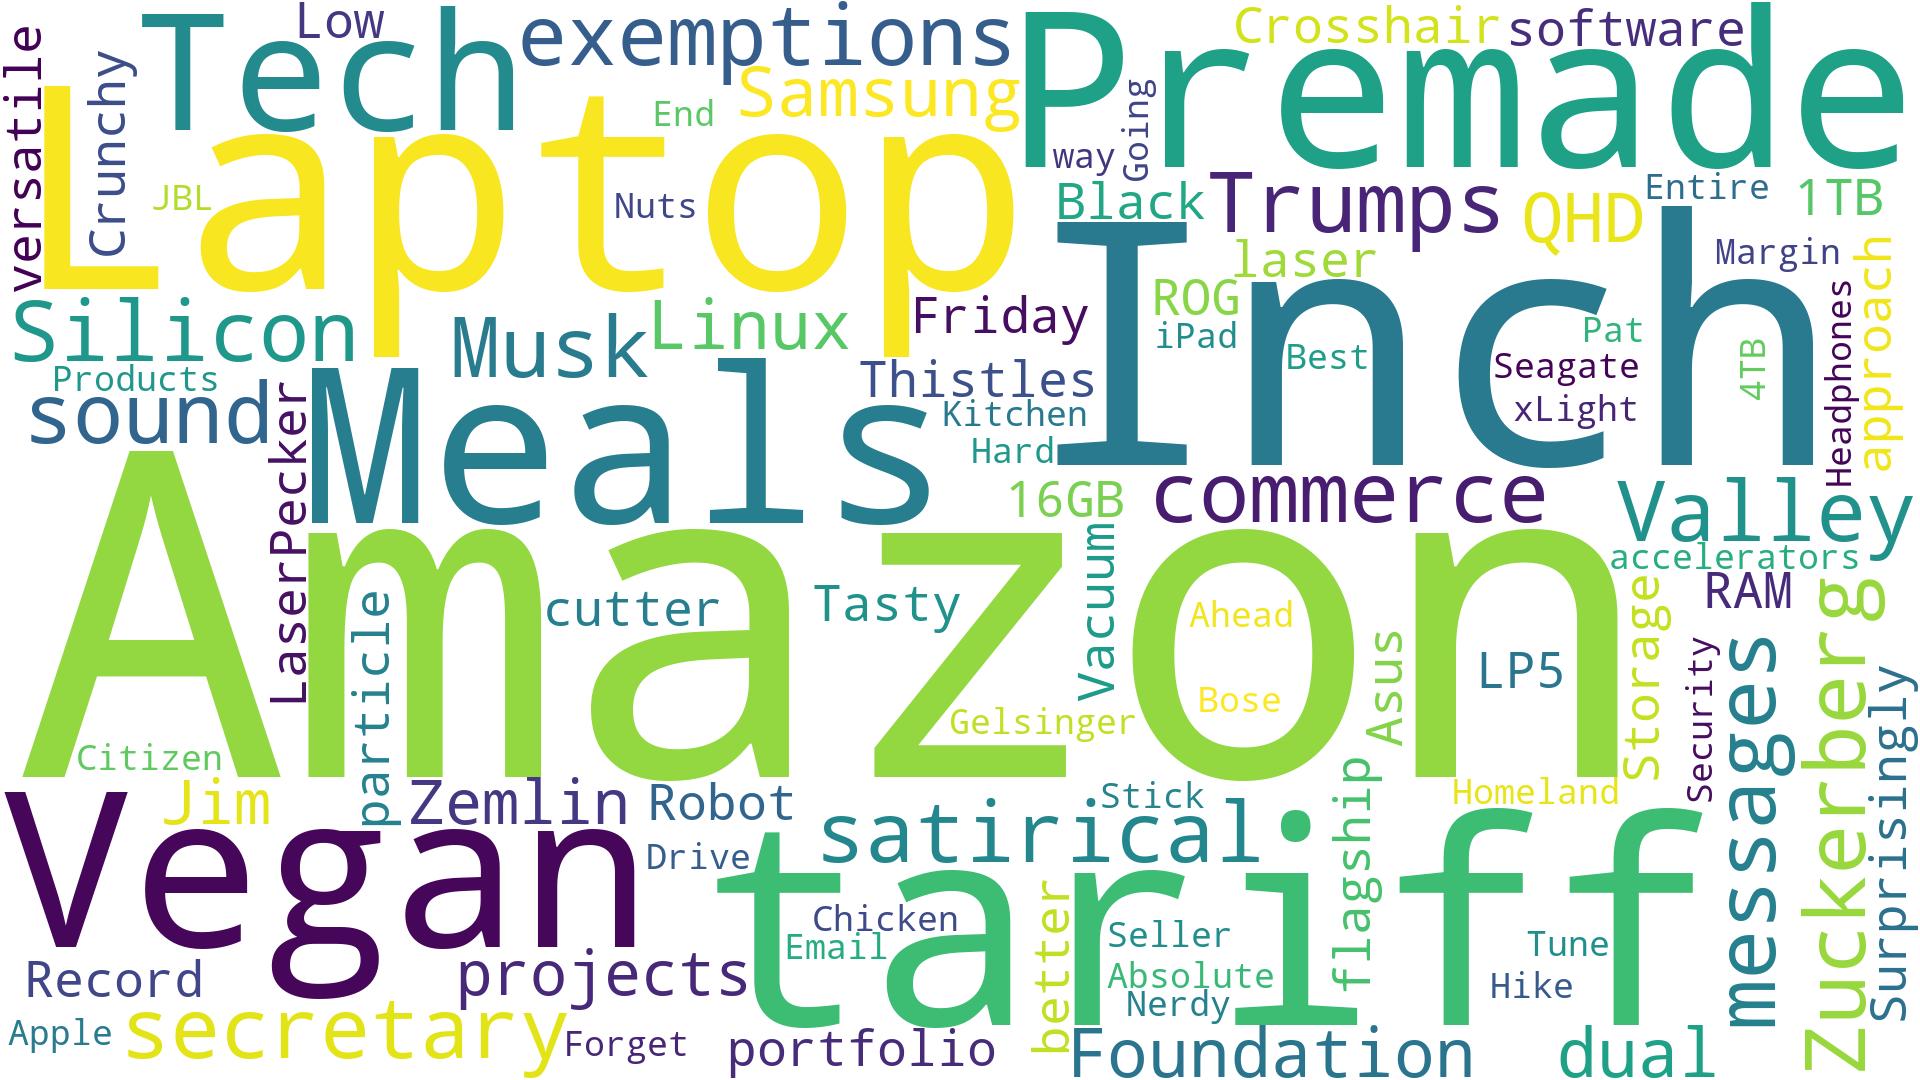 Low
Tech
exemptions
Premade
Crosshair
software
versatile
Crunchy
Laptop
Samsung
End
JBL
Nuts
way
Going
Black
Trumps
QHD
Entire
1TB
Margin
approach
laser
Inch
ROG
iPad
Best
Pat
Seagate
xLight
4TB
Headphones
Silicon
Products
Musk
Linux
Friday
sound
LaserPecker
Meals
Thistles
Kitchen
Hard
16GB
commerce
Valley
accelerators
Amazon
particle
cutter
Tasty
Vacuum
Ahead
Bose
Gelsinger
Asus
LP5
Storage
RAM
Security
messages
Zuckerberg
Surprisingly
Citizen
Jim
Zemlin
Robot
Stick
Homeland
Vegan
Drive
satirical
flagship
tariff
Chicken
Email
better
Seller
Absolute
Nerdy
Tune
Hike
Record
projects
Apple
secretary
Forget
portfolio
Foundation
dual